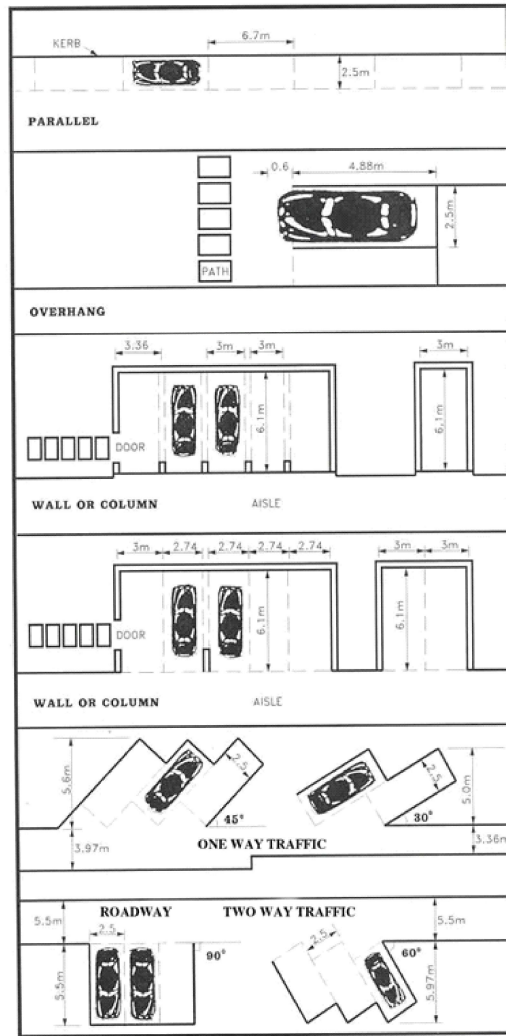 6.7m
KERB
2.5m
PARALLEL
0.6 4.88m
2.5m
PATH
OVERHANG
3.36 3m 3m 3m
6.1m 6.1m
DOOR
WALL OR COLUMN AISLE
3m 2.74 2.74 2.74 2.74 3m 3m
6.1m 6.1m
DOOR
WALL OR COLUMN AISLE
5.6m 2.5 2.5 5.0m
45° 30°
3.97m ONE WAY TRAFFIC 3.36m
5.5m ROADWAY TWO WAY TRAFFIC 5.5m
2.5 2.5
90° 60°
5.5m 5.97m